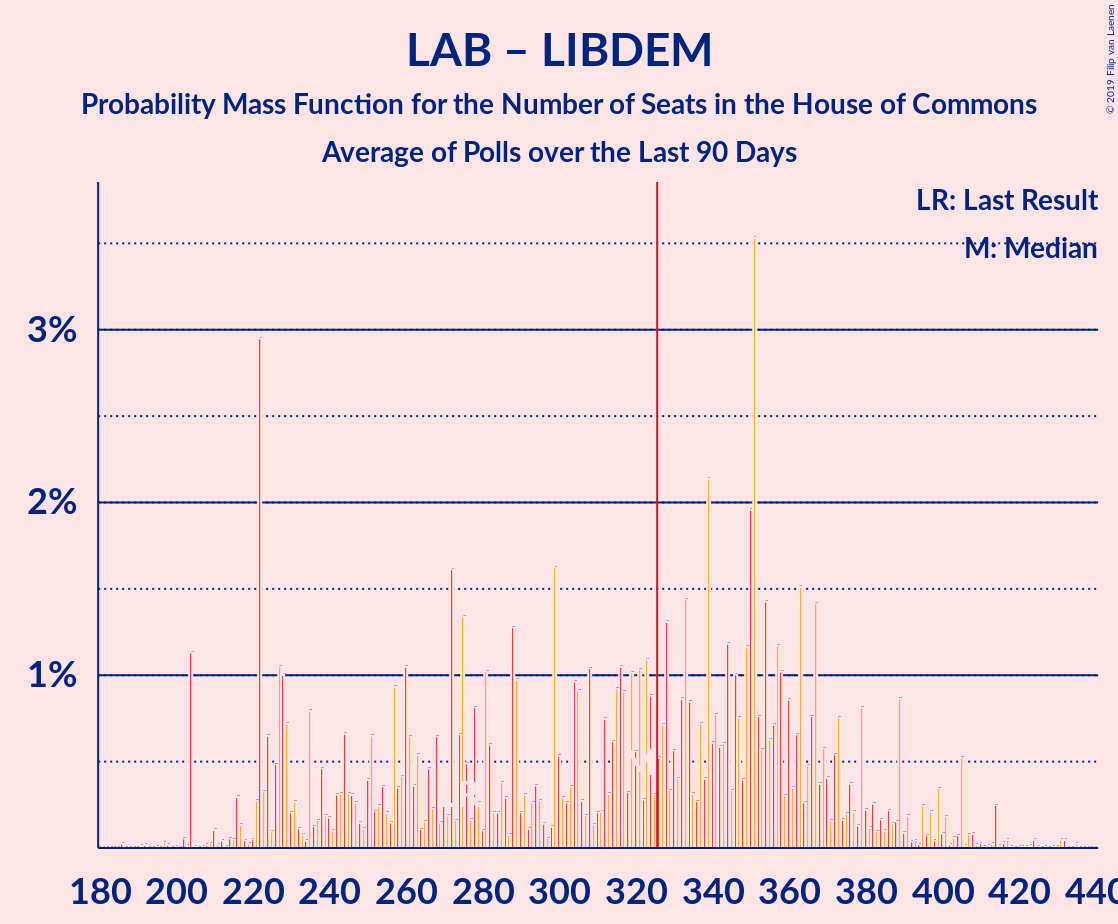 LAB – LIBDEM
Probability Mass Function for the Number of Seats in the House of Commons
Average of Polls over the Last 90 Days
© 2019 Filip van Laenen
LR: Last Result
M: Median
3%
2%
1%
180 200 220 240 260 280 300 320 340 360 380 400 420 440